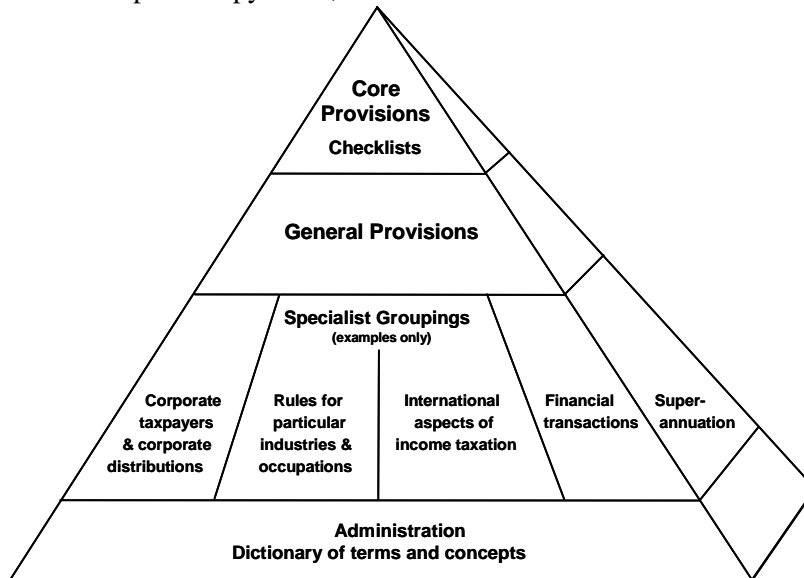 Core
Provisions
Checklists
General Provisions
Specialist Groupings
(examples only)
Corporate
taxpayers
& corporate
distributions
Rules for
particular
industries &
occupations
International
aspects of
income taxation
Financial
transactions
Super-
annuation
Administration
Dictionary of terms and concepts